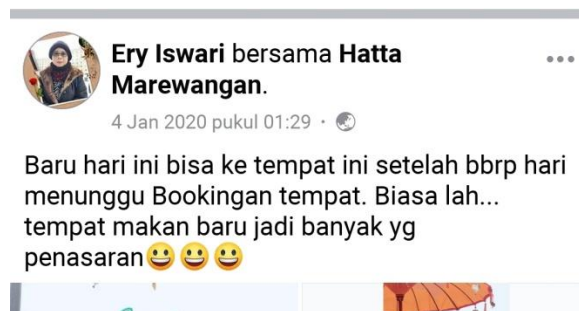 Ery Iswari bersama Hatta
Marewangan.
4 Jan 2020 pukul 01:29 ·
Baru hari ini bisa ke tempat ini setelah bbrp hari
menunggu Bookingan tempat. Biasa lah...
tempat makan baru jadi banyak yg
penasaran😀😀😀